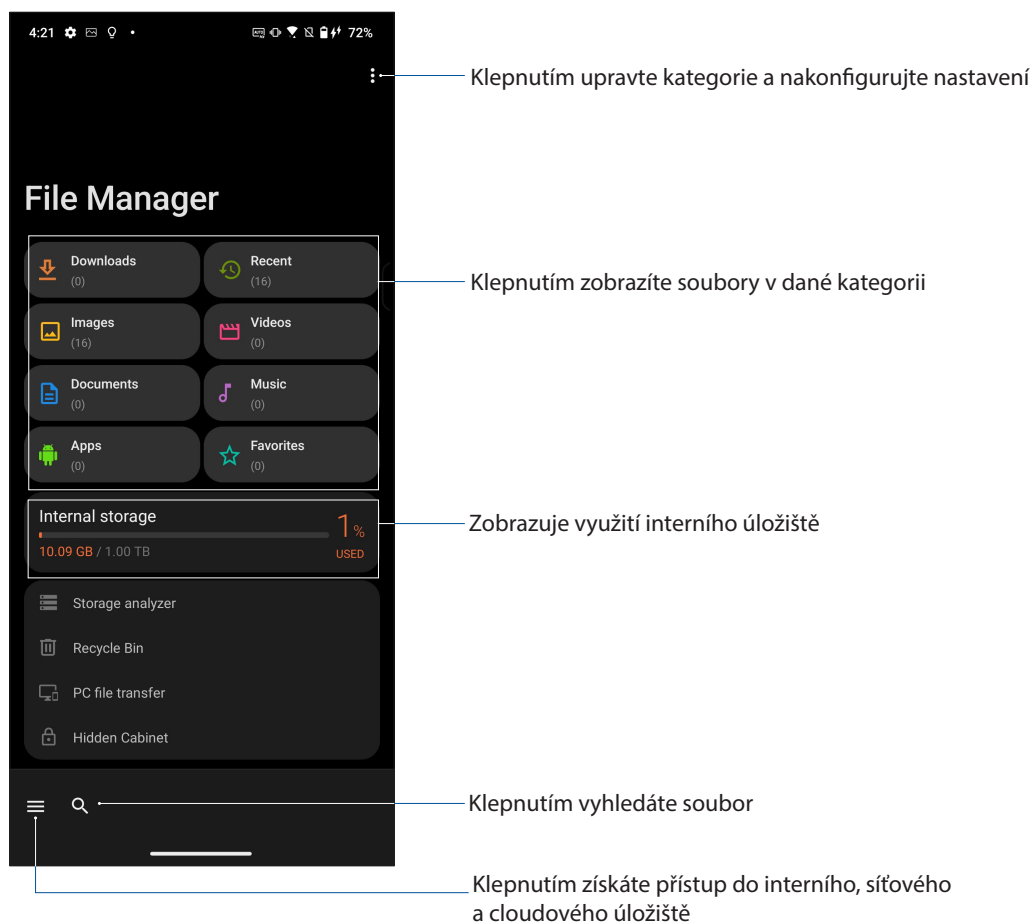 4:21
72%
Klepnutím upravte kategorie a nakonfigurujte nastavení
File Manager
Downloads
(0)
Recent
(16)
Klepnutím zobrazíte soubory v dané kategorii
Images
(16)
Videos
(0)
Documents
(0)
Music
(0)
Apps
(0)
Favorites
(0)
Internal storage
1%
10.09 GB / 1.00 TB
USED
Zobrazuje využití interního úložiště
Storage analyzer
Recycle Bin
PC file transfer
Hidden Cabinet
Klepnutím vyhledáte soubor
Klepnutím získáte přístup do interního, síťového
a cloudového úložiště